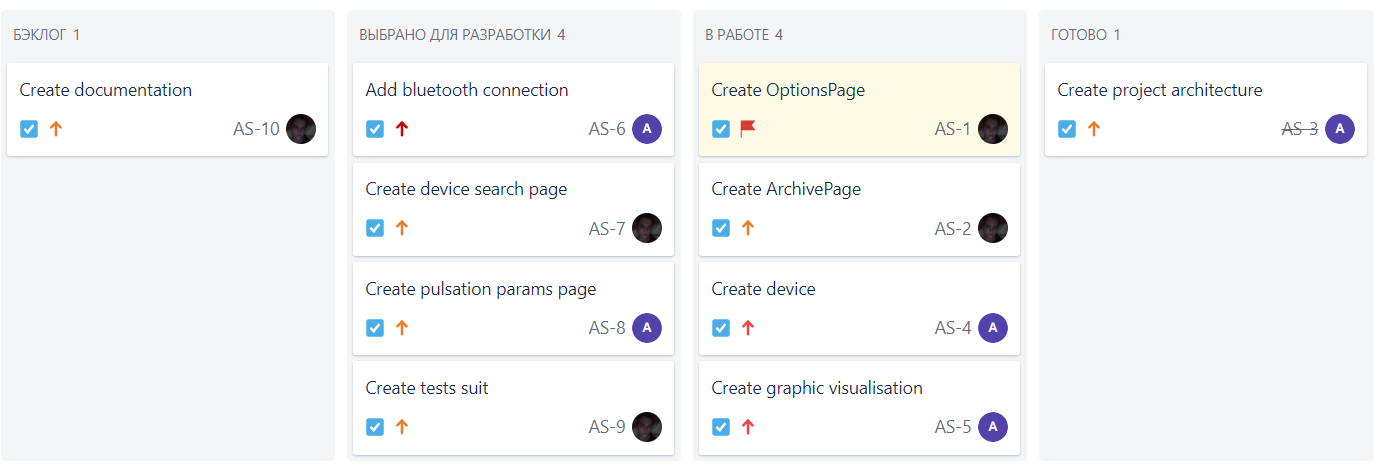 БЭКЛОГ 1
Create documentation
AS-10
ВЫБРАНО ДЛЯ РАЗРАБОТКИ 4
Add bluetooth connection
AS-6 A
Create device search page
AS-7
Create pulsation params page
AS-8 A
Create tests suit
AS-9
В РАБОТЕ 4
Create OptionsPage
AS-1
Create ArchivePage
AS-2
Create device
AS-4 A
Create graphic visualisation
AS-5 A
ГОТОВО 1
Create project architecture
AS-3 A